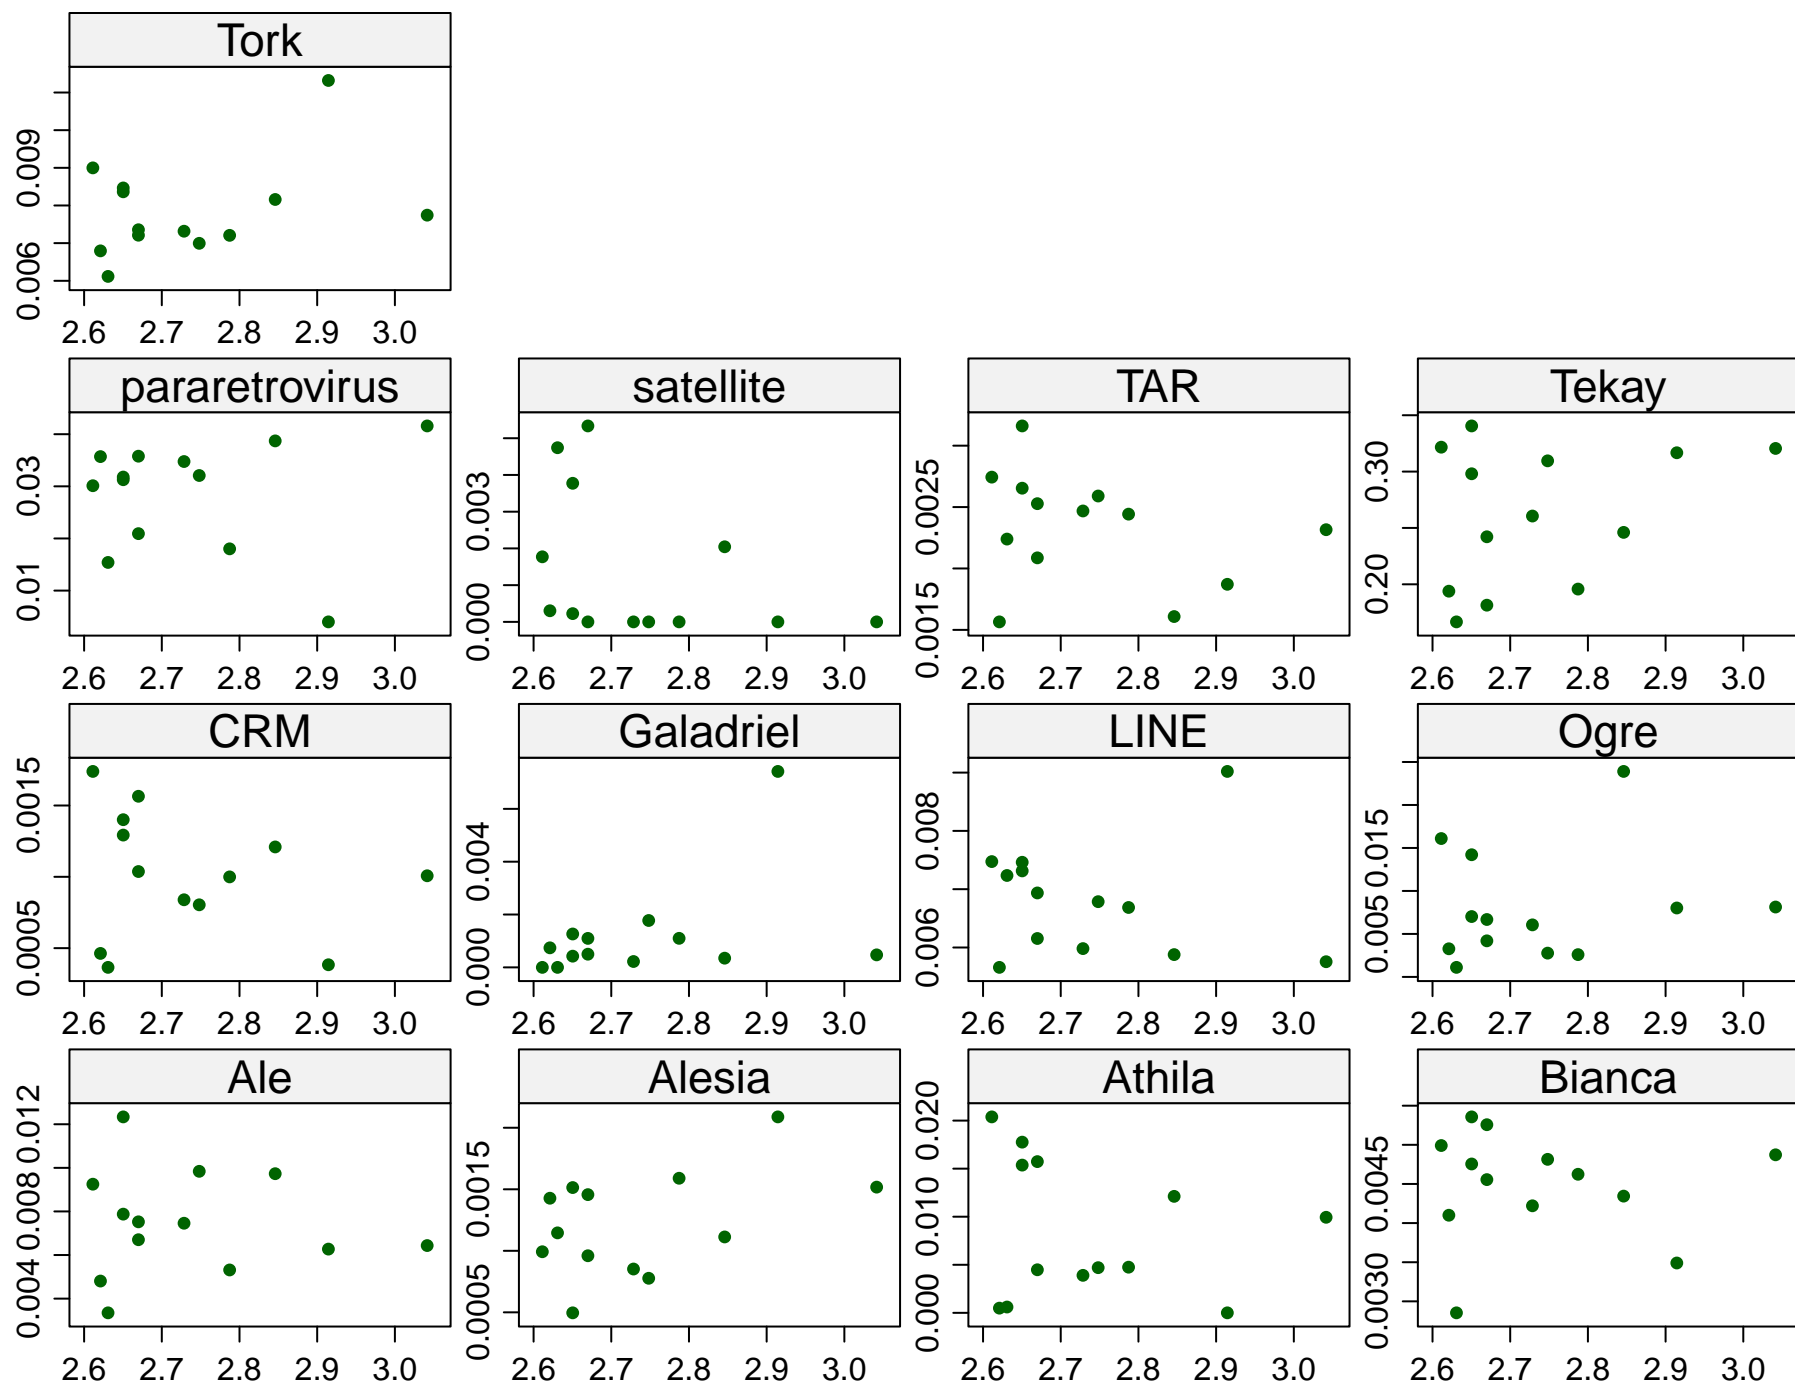 Tork
0.009
0.006
2.6 2.7 2.8 2.9 3.0
pararetrovirus satellite TAR Tekay
0.03 0.003 0.0025 0.30
0.01 0.000 0.0015 0.20
2.6 2.7 2.8 2.9 3.0 2.6 2.7 2.8 2.9 3.0 2.6 2.7 2.8 2.9 3.0 2.6 2.7 2.8 2.9 3.0
CRM Galadriel LINE Ogre
0.0015 0.004 0.008 0.015
0.0005 0.000 0.006 0.005
2.6 2.7 2.8 2.9 3.0 2.6 2.7 2.8 2.9 3.0 2.6 2.7 2.8 2.9 3.0 2.6 2.7 2.8 2.9 3.0
Ale Alesia Athila Bianca
0.012 0.0015 0.020 0.0045
0.008 0.0005 0.010 0.0030
0.004 0.000
2.6 2.7 2.8 2.9 3.0 2.6 2.7 2.8 2.9 3.0 2.6 2.7 2.8 2.9 3.0 2.6 2.7 2.8 2.9 3.0